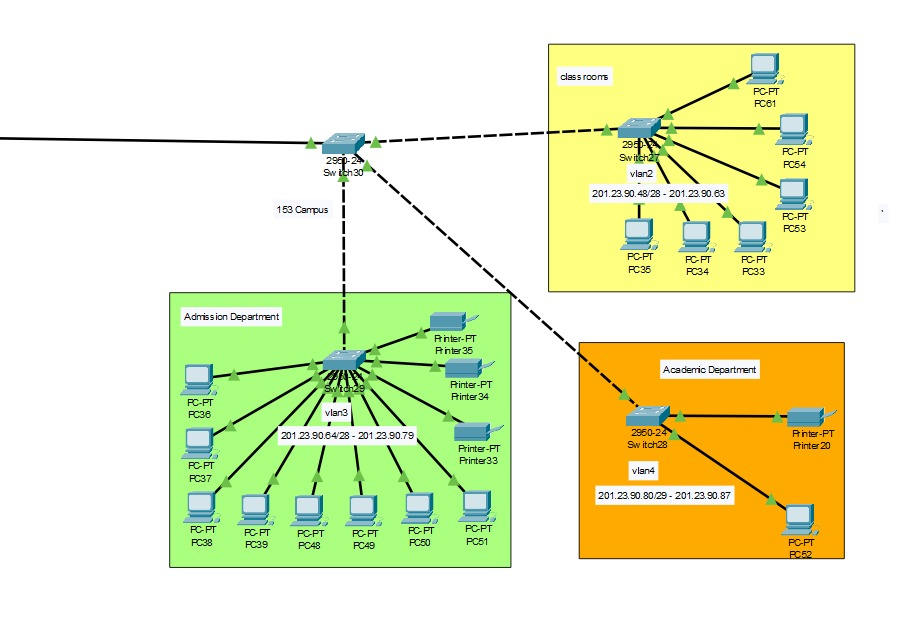 class rooms
PC-PT
PC61
2950-24
Switch27
PC-PT
PC54
vlan2
201.23.90.48/28 - 201.23.90.63
PC-PT
PC53
PC-PT
PC35
PC-PT
PC34
PC-PT
PC33
2950-24
Switch30
153 Campus
Admission Department
Printer-PT
Printer35
2950-24
Switch29
Printer-PT
Printer34
PC-PT
PC36
vlan3
201.23.90.64/28 - 201.23.90.79
Printer-PT
Printer33
PC-PT
PC37
PC-PT
PC38
PC-PT
PC39
PC-PT
PC48
PC-PT
PC49
PC-PT
PC50
PC-PT
PC51
Academic Department
2950-24
Switch28
Printer-PT
Printer20
vlan4
201.23.90.80/29 - 201.23.90.87
PC-PT
PC52